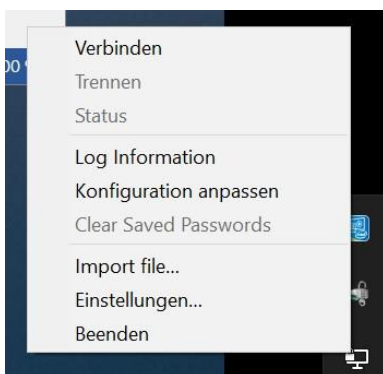 Verbinden
Trennen
Status
Log Information
Konfiguration anpassen
Clear Saved Passwords
Import file...
Einstellungen...
Beenden